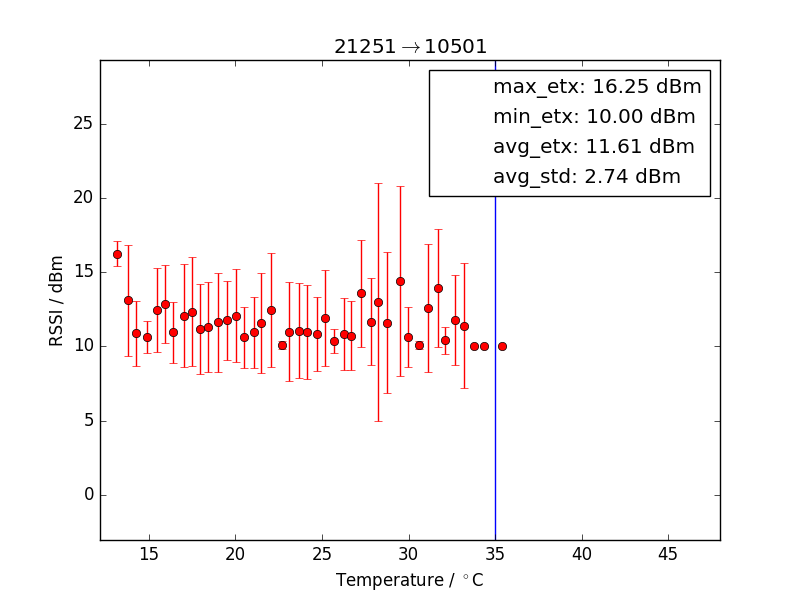 21251→10501
max_etx: 16.25 dBm
min_etx: 10.00 dBm
avg_etx: 11.61 dBm
avg_std: 2.74 dBm
RSSI / dBm
25
20
15
10
5
0
15 20 25 30 35 40 45
Temperature / °C